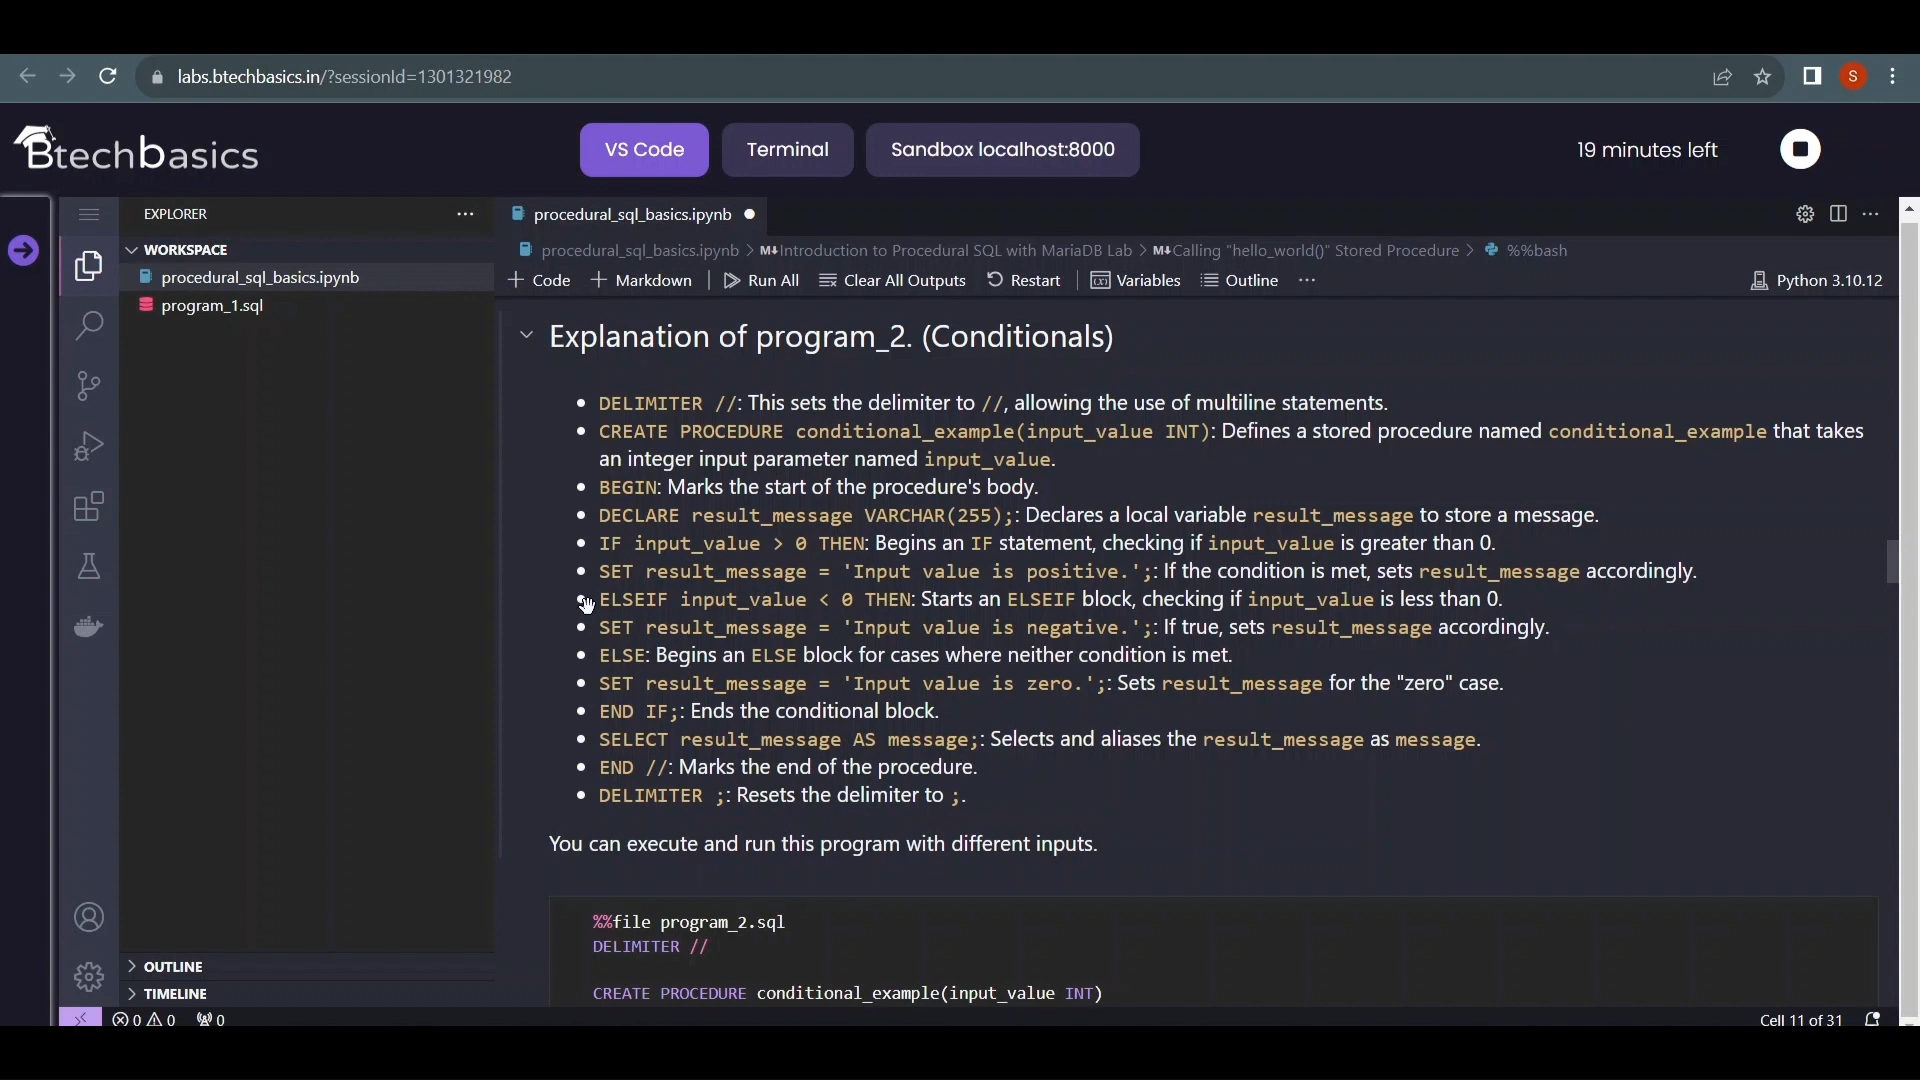 labs.btechbasics.in/?sessionId=1301321982
S
Btechbasics
VS Code
Terminal
Sandbox localhost:8000
19 minutes left
EXPLORER
WORKSPACE
procedural_sql_basics.ipynb
program_1.sql
OUTLINE
TIMELINE
procedural_sql_basics.ipynb
procedural_sql_basics.ipynb > M↓Introduction to Procedural SQL with MariaDB Lab > M↓Calling "hello_world()" Stored Procedure > %%bash
+ Code + Markdown | Run All Clear All Outputs Restart | Variables Outline ... Python 3.10.12
Explanation of program_2. (Conditionals)
• DELIMITER //: This sets the delimiter to //, allowing the use of multiline statements.
• CREATE PROCEDURE conditional_example(input_value INT): Defines a stored procedure named conditional_example that takes
an integer input parameter named input_value.
• BEGIN: Marks the start of the procedure's body.
• DECLARE result_message VARCHAR(255);: Declares a local variable result_message to store a message.
• IF input_value > 0 THEN: Begins an IF statement, checking if input_value is greater than 0.
• SET result_message = 'Input value is positive.';: If the condition is met, sets result_message accordingly.
• ELSEIF input_value < 0 THEN: Starts an ELSEIF block, checking if input_value is less than 0.
• SET result_message = 'Input value is negative.';: If true, sets result_message accordingly.
• ELSE: Begins an ELSE block for cases where neither condition is met.
• SET result_message = 'Input value is zero.';: Sets result_message for the "zero" case.
• END IF;: Ends the conditional block.
• SELECT result_message AS message;: Selects and aliases the result_message as message.
• END //: Marks the end of the procedure.
• DELIMITER ;: Resets the delimiter to ;.
You can execute and run this program with different inputs.
%%file program_2.sql
DELIMITER //
CREATE PROCEDURE conditional_example(input_value INT)
0 0 0
Cell 11 of 31